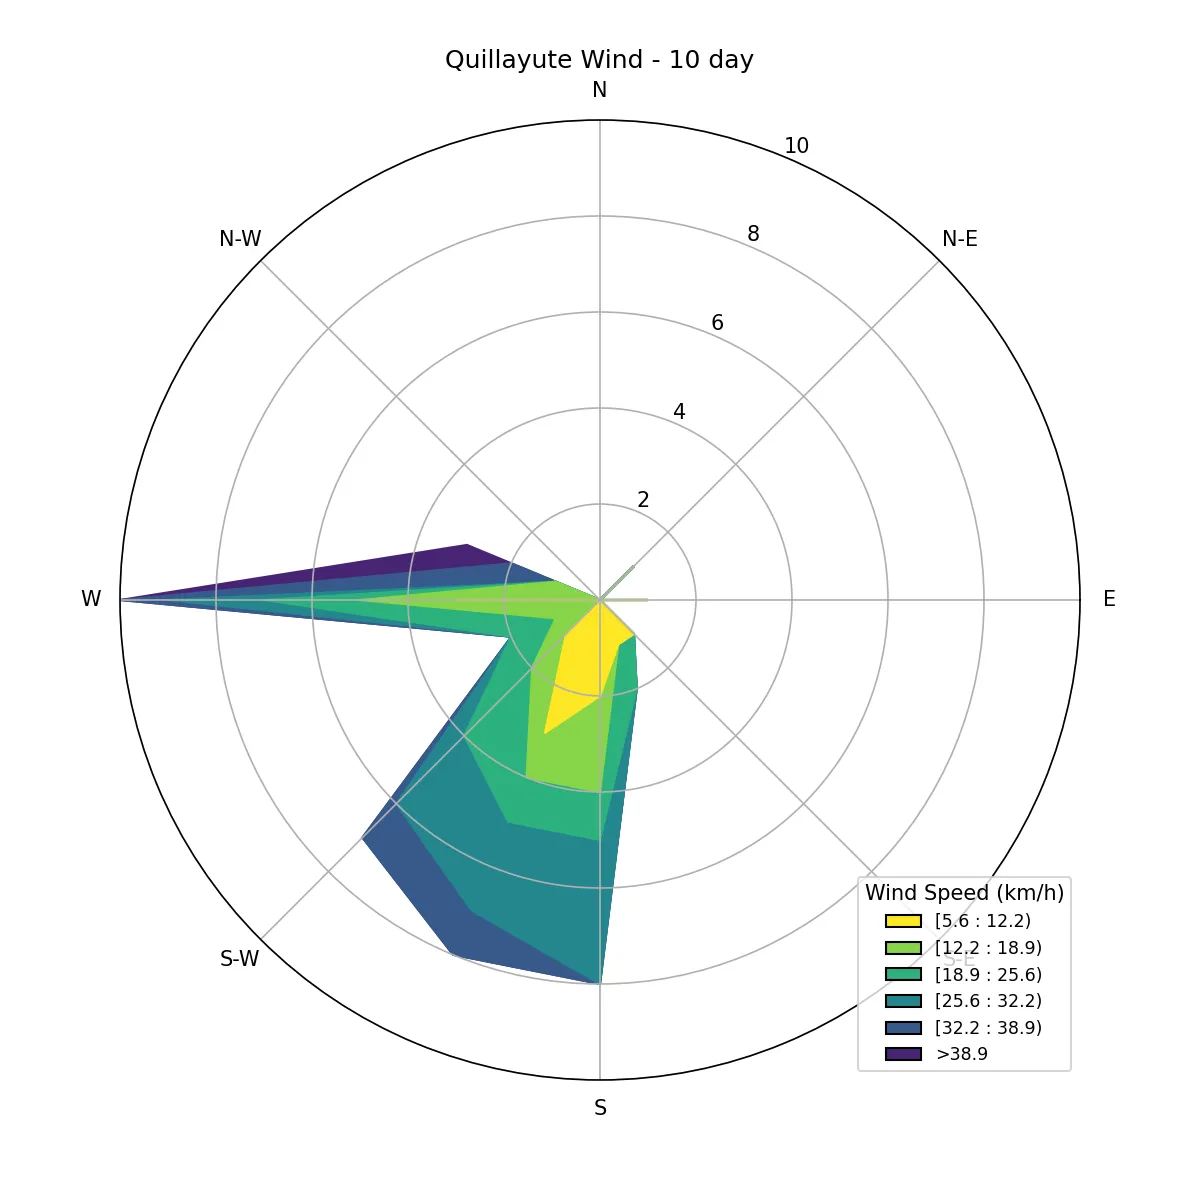 Quillayute Wind - 10 day
N
10
N-W
N-E
8
6
4
2
W
E
Wind Speed (km/h)
[5.6 : 12.2)
[12.2 : 18.9)
S-W
S-E
[18.9 : 25.6)
[25.6 : 32.2)
[32.2 : 38.9)
>38.9
S